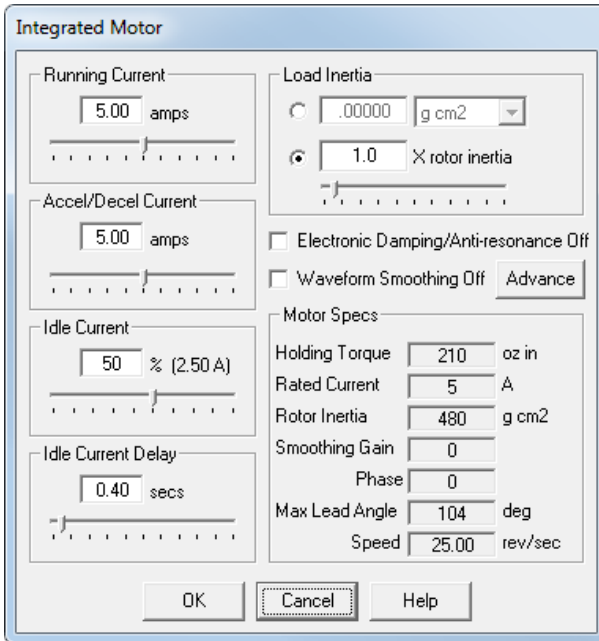 Integrated Motor
Running Current
5.00 amps
Accel/Decel Current
5.00 amps
Idle Current
50 % (2.50 A)
Idle Current Delay
0.40 secs
Load Inertia
.00000 g cm2
1.0 X rotor inertia
Electronic Damping/Anti-resonance Off
Waveform Smoothing Off Advance
Motor Specs
Holding Torque 210 oz in
Rated Current 5 A
Rotor Inertia 480 g cm2
Smoothing Gain 0
Phase 0
Max Lead Angle 104 deg
Speed 25.00 rev/sec
OK Cancel Help